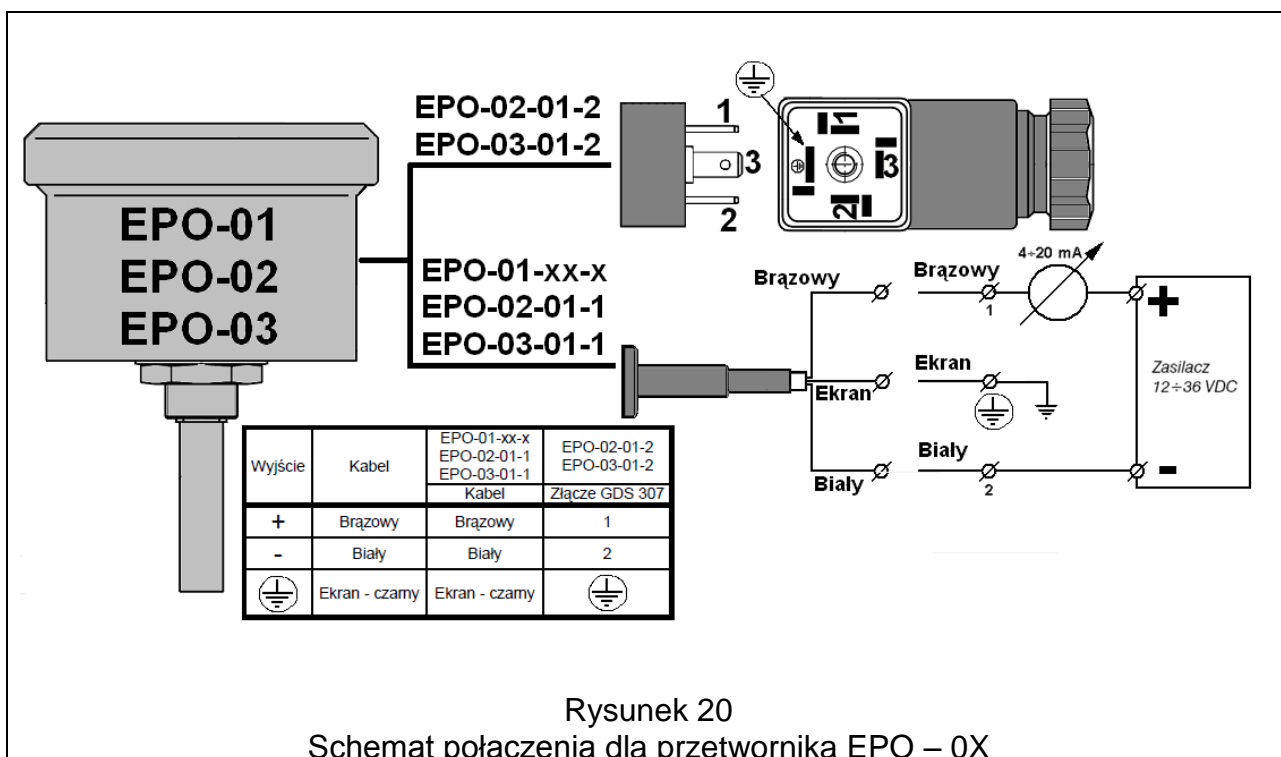 EPO-02-01-2
EPO-03-01-2
1
3
2
1
3
2
EPO-01
EPO-02
EPO-03
EPO-01-xx-x
EPO-02-01-1
EPO-03-01-1
Brązowy
Ekran
Biały
Brązowy
1
4÷20 mA
Ekran
Biały
2
+
Zasilacz
12÷36 VDC
-
Wyjście
Kabel
EPO-01-xx-x
EPO-02-01-1
EPO-03-01-1
Kabel
EPO-02-01-2
EPO-03-01-2
Złącze GDS 307
+ Brązowy Brązowy 1
- Biały Biały 2
Ekran - czarny Ekran - czarny
Rysunek 20
Schemat połączenia dla przetwornika EPO – 0X